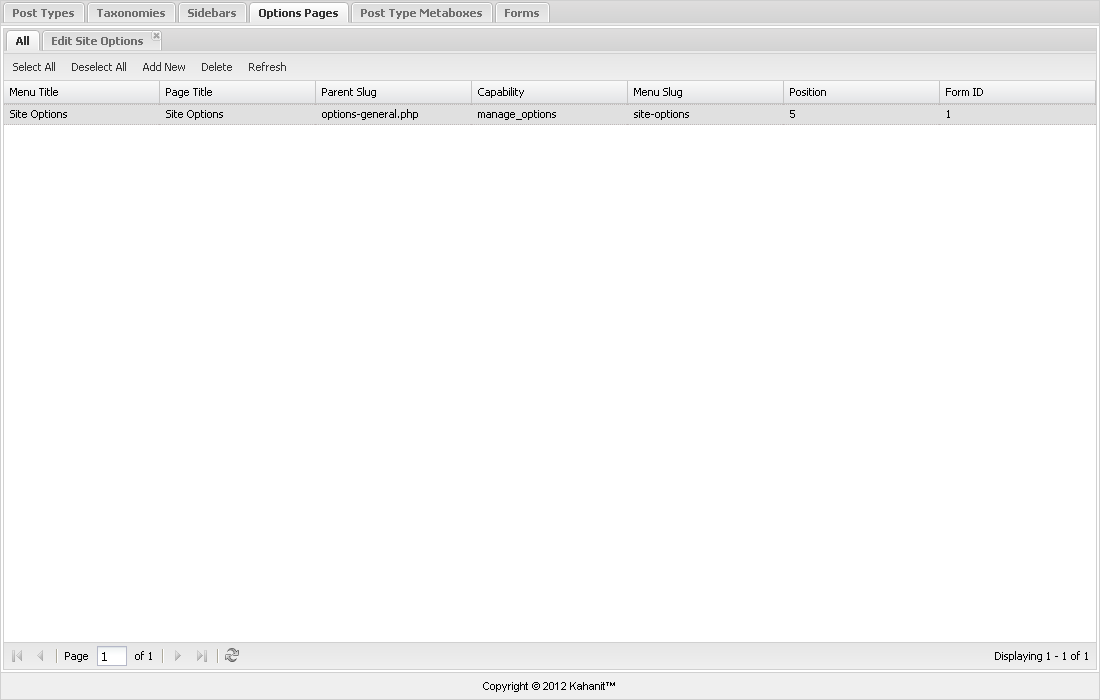 Post Types Taxonomies Sidebars Options Pages Post Type Metaboxes Forms
All Edit Site Options
Select All Deselect All Add New Delete Refresh
Menu Title Page Title Parent Slug Capability Menu Slug Position Form ID
Site Options Site Options options-general.php manage_options site-options 5 1
Page 1 of 1 Displaying 1 - 1 of 1
Copyright © 2012 Kahanit™